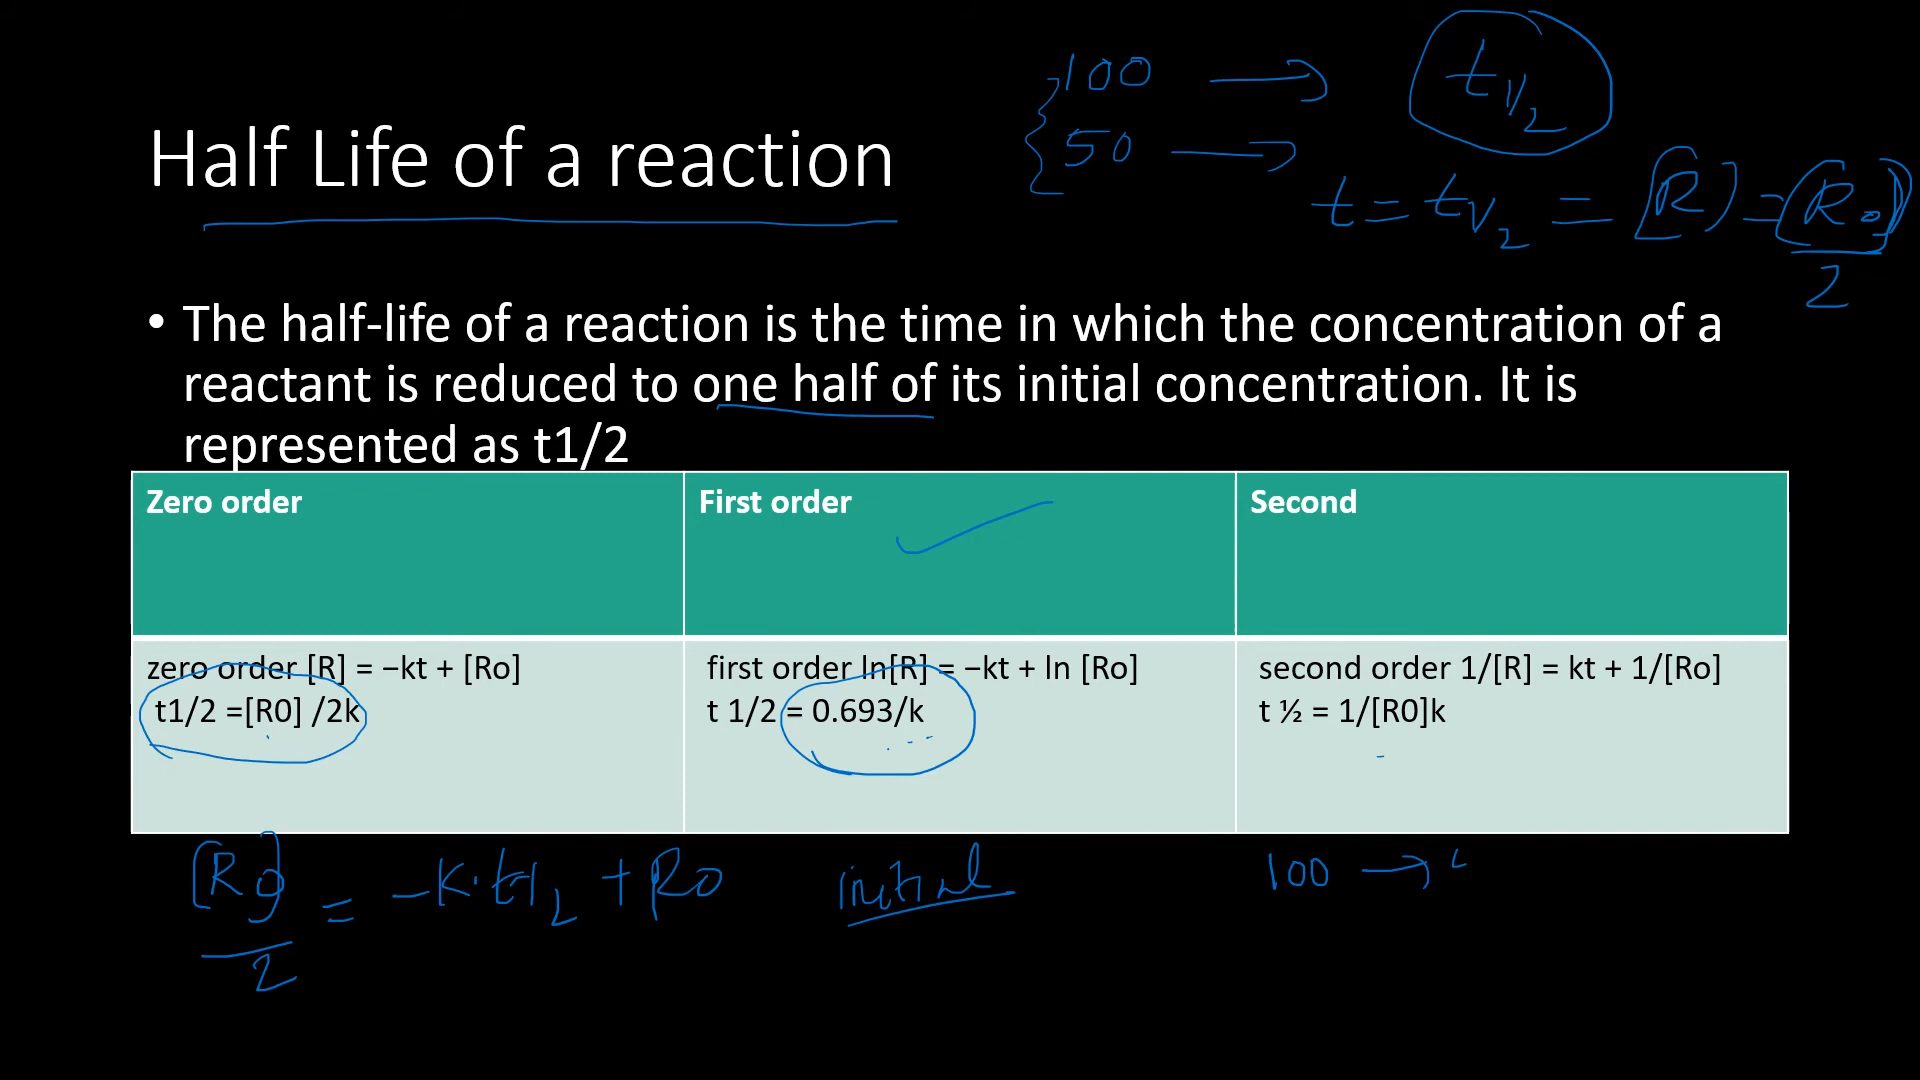 100 →
t1/2
50 →
Half Life of a reaction
t = t1/2 = [R] = [Ro]/2
• The half-life of a reaction is the time in which the concentration of a
reactant is reduced to one half of its initial concentration. It is
represented as t1/2
Zero order
First order
Second
zero order [R] = −kt + [Ro]
t1/2 =[R0] /2k
first order ln[R] = −kt + ln [Ro]
t 1/2 = 0.693/k
second order 1/[R] = kt + 1/[Ro]
t ½ = 1/[R0]k
[Ro]/2 = -K·t1/2 + Ro
initial
100 →